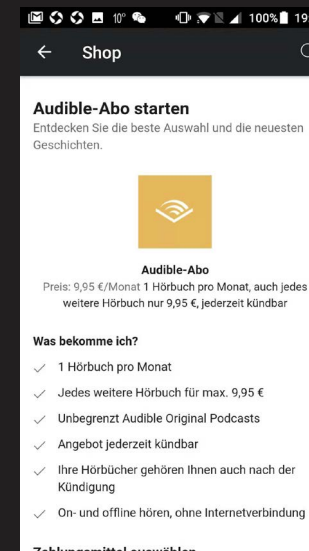 10° 100% 19
Shop
Audible-Abo starten
Entdecken Sie die beste Auswahl und die neuesten
Geschichten.
Audible-Abo
Preis: 9,95 €/Monat 1 Hörbuch pro Monat, auch jedes
weitere Hörbuch nur 9,95 €, jederzeit kündbar
Was bekomme ich?
1 Hörbuch pro Monat
Jedes weitere Hörbuch für max. 9,95 €
Unbegrenzt Audible Original Podcasts
Angebot jederzeit kündbar
Ihre Hörbücher gehören Ihnen auch nach der
Kündigung
On- und offline hören, ohne Internetverbindung
Zahlungsmittel auswählen